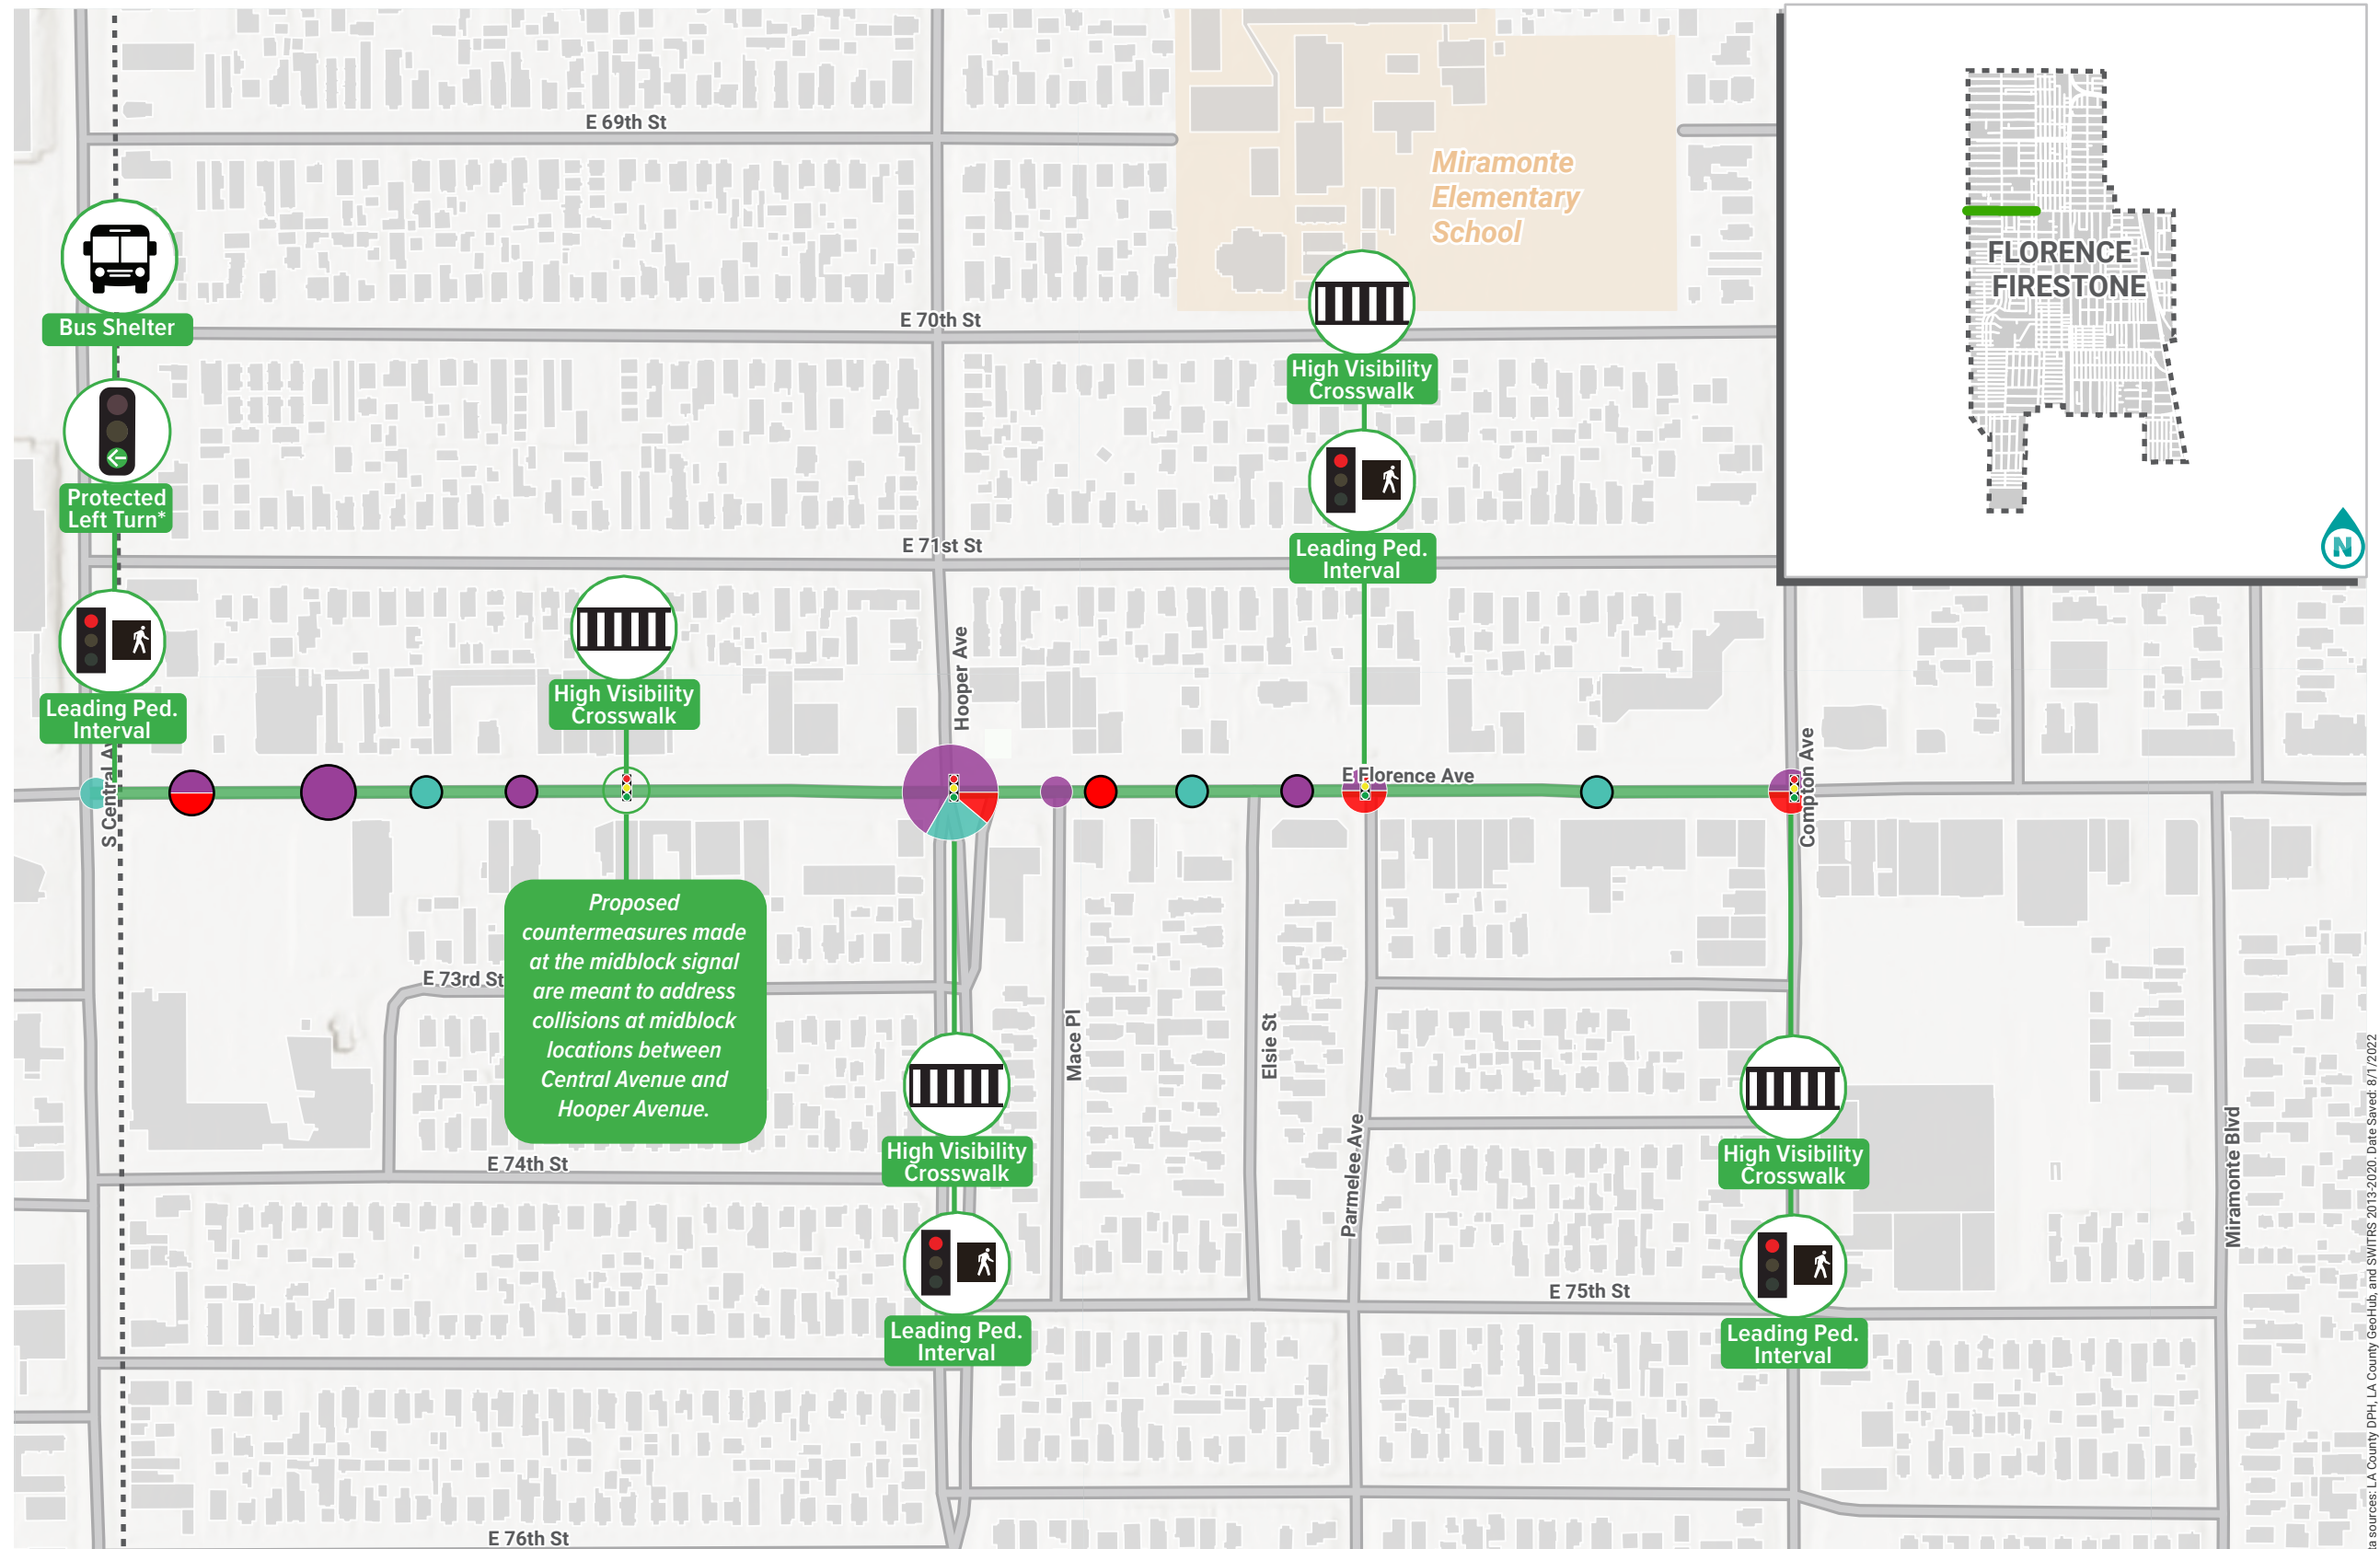 E 69th St
Miramonte
Elementary
School
FLORENCE -
FIRESTONE
N
E 70th St
Bus Shelter
High Visibility
Crosswalk
Protected
Left Turn*
Leading Ped.
Interval
E 71st St
Hooper Ave
High Visibility
Crosswalk
Leading Ped.
Interval
S Central
E Florence Ave
Compton Ave
Proposed
countermeasures made
at the midblock signal
are meant to address
collisions at midblock
locations between
Central Avenue and
Hooper Avenue.
E 73rd St
Mace Pl
Elsie St
Parmelee Ave
Miramonte Blvd
High Visibility
Crosswalk
High Visibility
Crosswalk
E 74th St
Leading Ped.
Interval
Leading Ped.
Interval
E 75th St
E 76th St
sources: LA County DPH, LA County GeoHub, and SWITRS 2013-2020. Date Saved: 8/1/2022